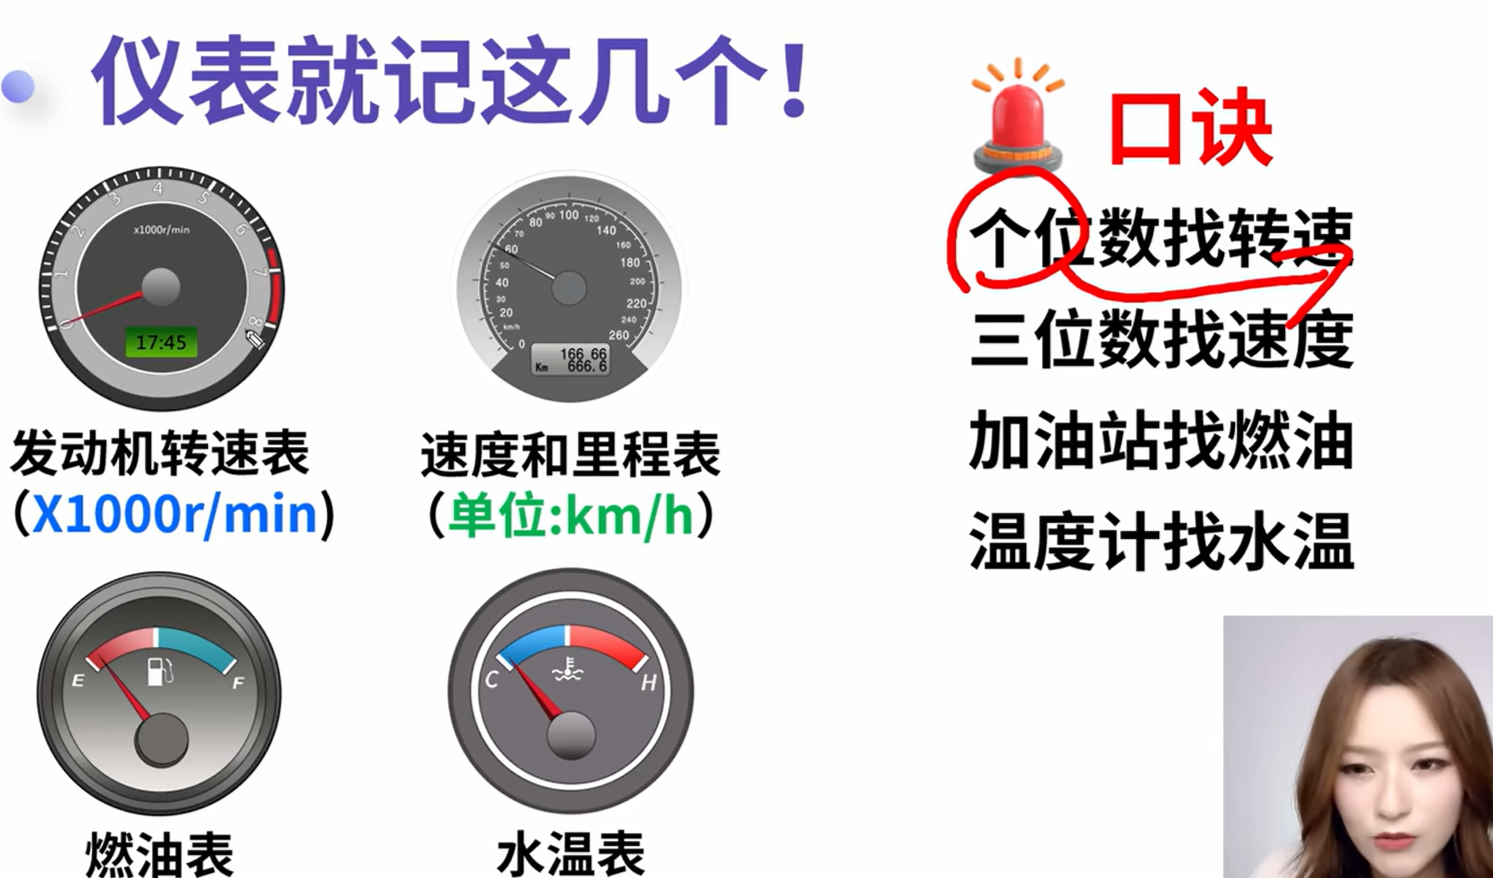 仪表就记这几个！
口诀
个位数找转速
三位数找速度
加油站找燃油
温度计找水温
0 1 2 3 4 5 6 7 8
x1000r/min
17:45
发动机转速表
（X1000r/min）
0 20 30 40 50 60 70 80 90 100 120 140 160 180 200 220 240 260
km/h
166 66
Km 666.6
速度和里程表
（单位:km/h）
E F
燃油表
C H
水温表